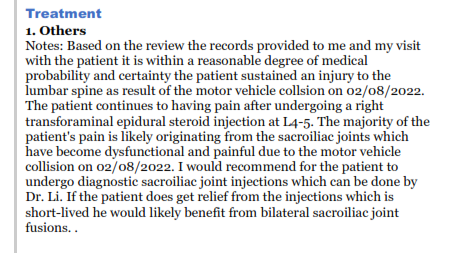 Treatment
1. Others
Notes: Based on the review the records provided to me and my visit
with the patient it is within a reasonable degree of medical
probability and certainty the patient sustained an injury to the
lumbar spine as result of the motor vehicle collsion on 02/08/2022.
The patient continues to having pain after undergoing a right
transforaminal epidural steroid injection at L4-5. The majority of the
patient's pain is likely originating from the sacroiliac joints which
have become dysfunctional and painful due to the motor vehicle
collision on 02/08/2022. I would recommend for the patient to
undergo diagnostic sacroiliac joint injections which can be done by
Dr. Li. If the patient does get relief from the injections which is
short-lived he would likely benefit from bilateral sacroiliac joint
fusions. .